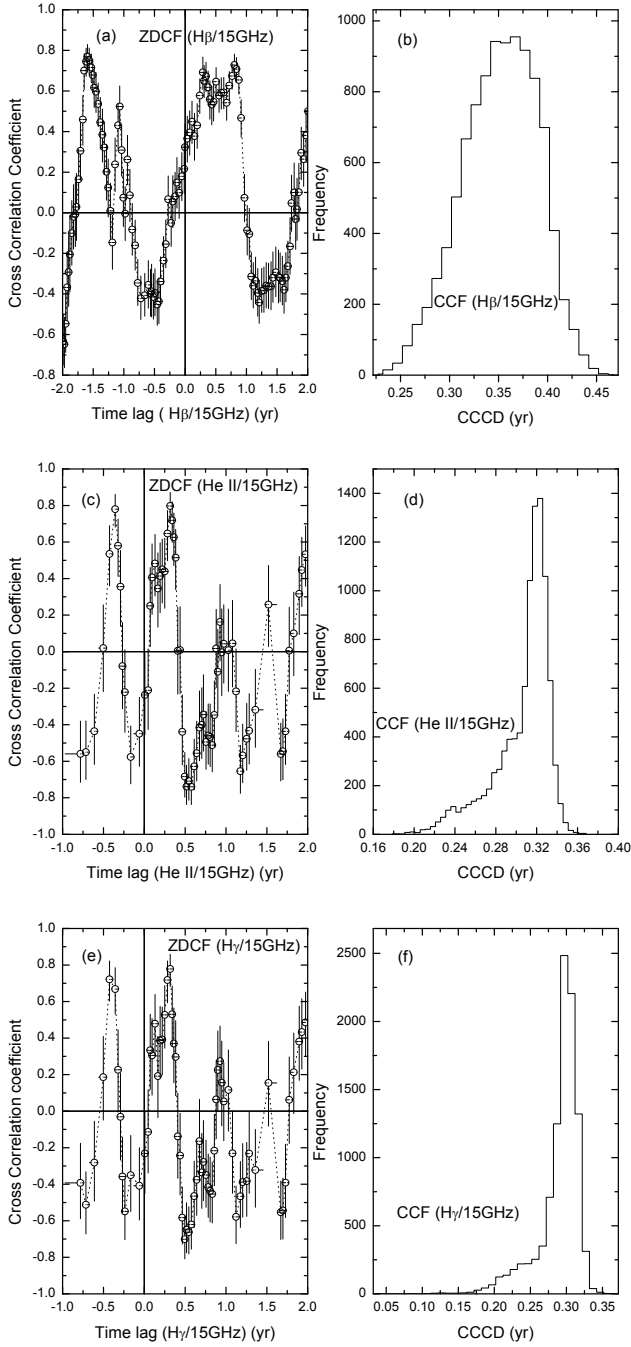 (a) ZDCF (Hβ/15GHz)
Cross Correlation Coefficient
1.0
0.8
0.6
0.4
0.2
0.0
-0.2
-0.4
-0.6
-0.8
-2.0 -1.5 -1.0 -0.5 0.0 0.5 1.0 1.5 2.0
Time lag ( Hβ/15GHz) (yr)
(b)
Frequency
1000
800
600
400
200
0
CCF (Hβ/15GHz)
0.25 0.30 0.35 0.40 0.45
CCCD (yr)
(c) ZDCF (He II/15GHz)
Cross Correlation Coefficient
1.0
0.8
0.6
0.4
0.2
0.0
-0.2
-0.4
-0.6
-0.8
-1.0
-1.0 -0.5 0.0 0.5 1.0 1.5 2.0
Time lag (He II/15GHz) (yr)
(d)
Frequency
1400
1200
1000
800
600
400
200
0
CCF (He II/15GHz)
0.16 0.20 0.24 0.28 0.32 0.36 0.40
CCCD (yr)
(e) ZDCF (Hγ/15GHz)
Cross Correlation coefficient
1.0
0.8
0.6
0.4
0.2
0.0
-0.2
-0.4
-0.6
-0.8
-1.0
-1.0 -0.5 0.0 0.5 1.0 1.5 2.0
Time lag (Hγ/15GHz) (yr)
(f)
Frequency
2500
2000
1500
1000
500
0
CCF (Hγ/15GHz)
0.05 0.10 0.15 0.20 0.25 0.30 0.35
CCCD (yr)